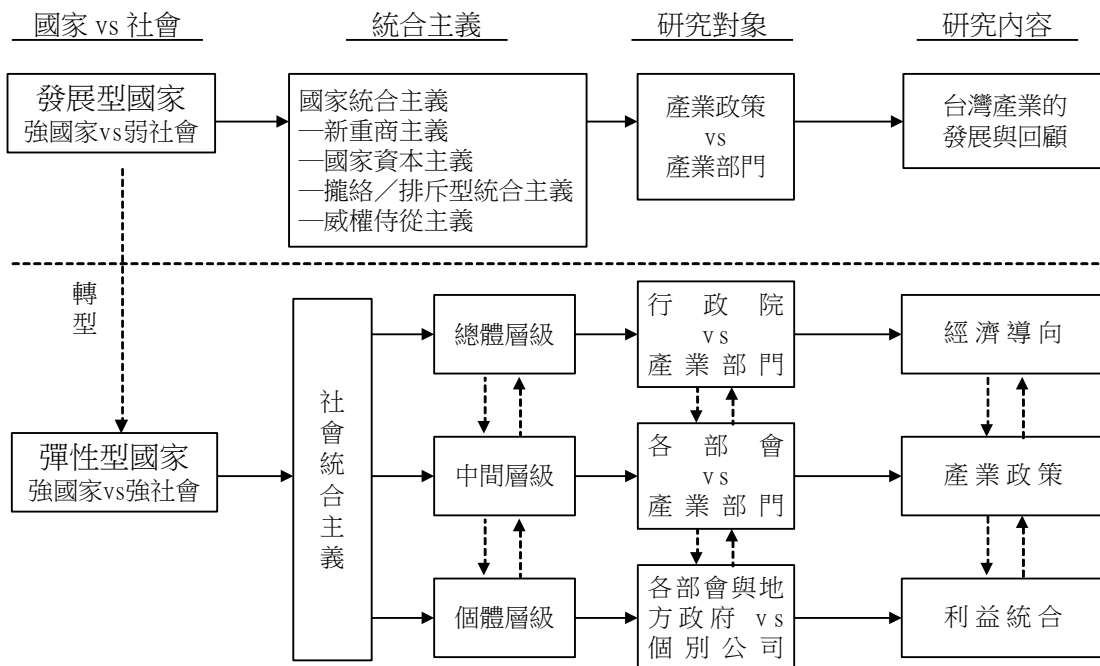 國家 vs 社會
統合主義
研究對象
研究內容
發展型國家
強國家vs弱社會
國家統合主義
—新重商主義
—國家資本主義
—攏絡／排斥型統合主義
—威權侍從主義
產業政策
vs
產業部門
台灣產業的
發展與回顧
轉
型
彈性型國家
強國家vs強社會
社
會
統
合
主
義
總體層級
行政院
vs
產業部門
經濟導向
中間層級
各部會
vs
產業部門
產業政策
個體層級
各部會與地
方政府 vs
個別公司
利益統合